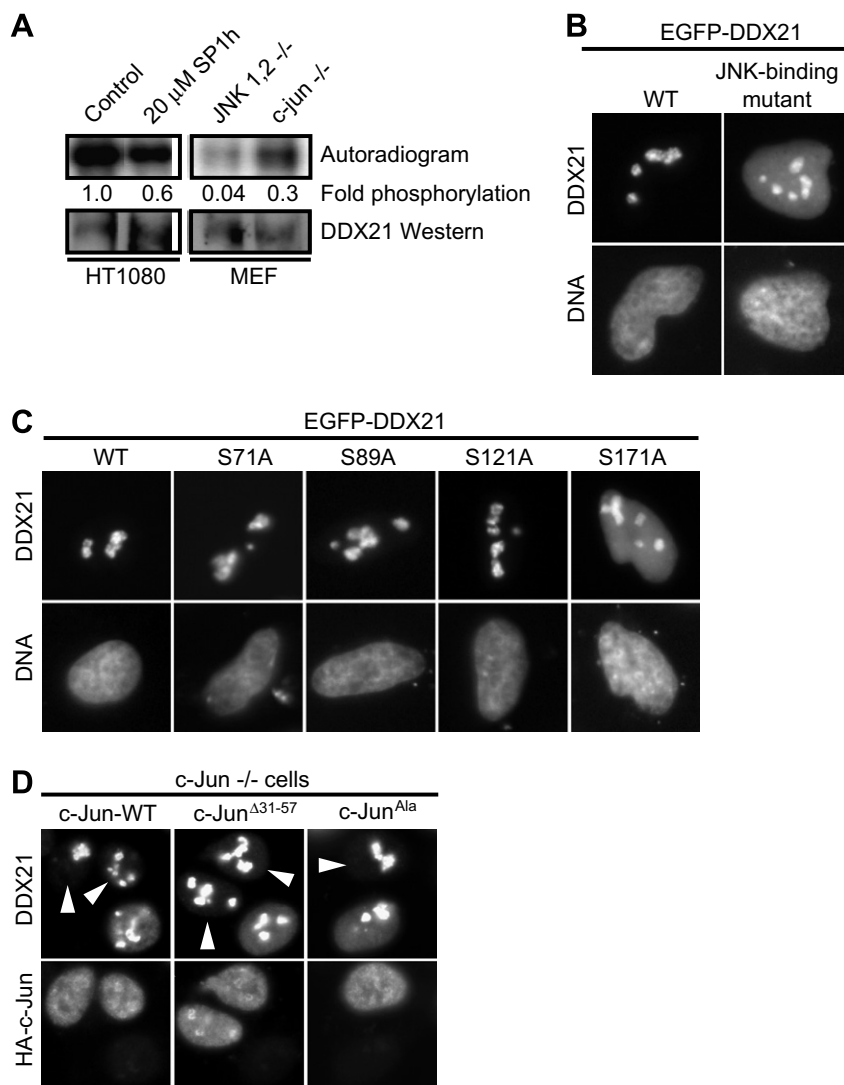 A
Control
20 µM SP1h
JNK 1,2 -/-
c-jun -/-
Autoradiogram
1.0 0.6 0.04 0.3 Fold phosphorylation
DDX21 Western
HT1080 MEF
B
EGFP-DDX21
WT
JNK-binding
mutant
DDX21
DNA
C
EGFP-DDX21
WT S71A S89A S121A S171A
DDX21
DNA
D
c-Jun -/- cells
c-Jun-WT c-Jun^Δ31-57 c-Jun^Ala
DDX21
HA-c-Jun